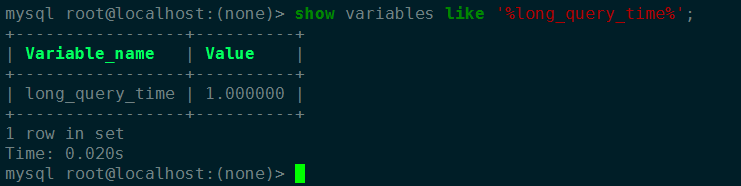 mysql root@localhost:(none)> show variables like '%long_query_time%';
+-----------------+----------+
| Variable_name   | Value    |
+-----------------+----------+
| long_query_time | 1.000000 |
+-----------------+----------+
1 row in set
Time: 0.020s
mysql root@localhost:(none)>